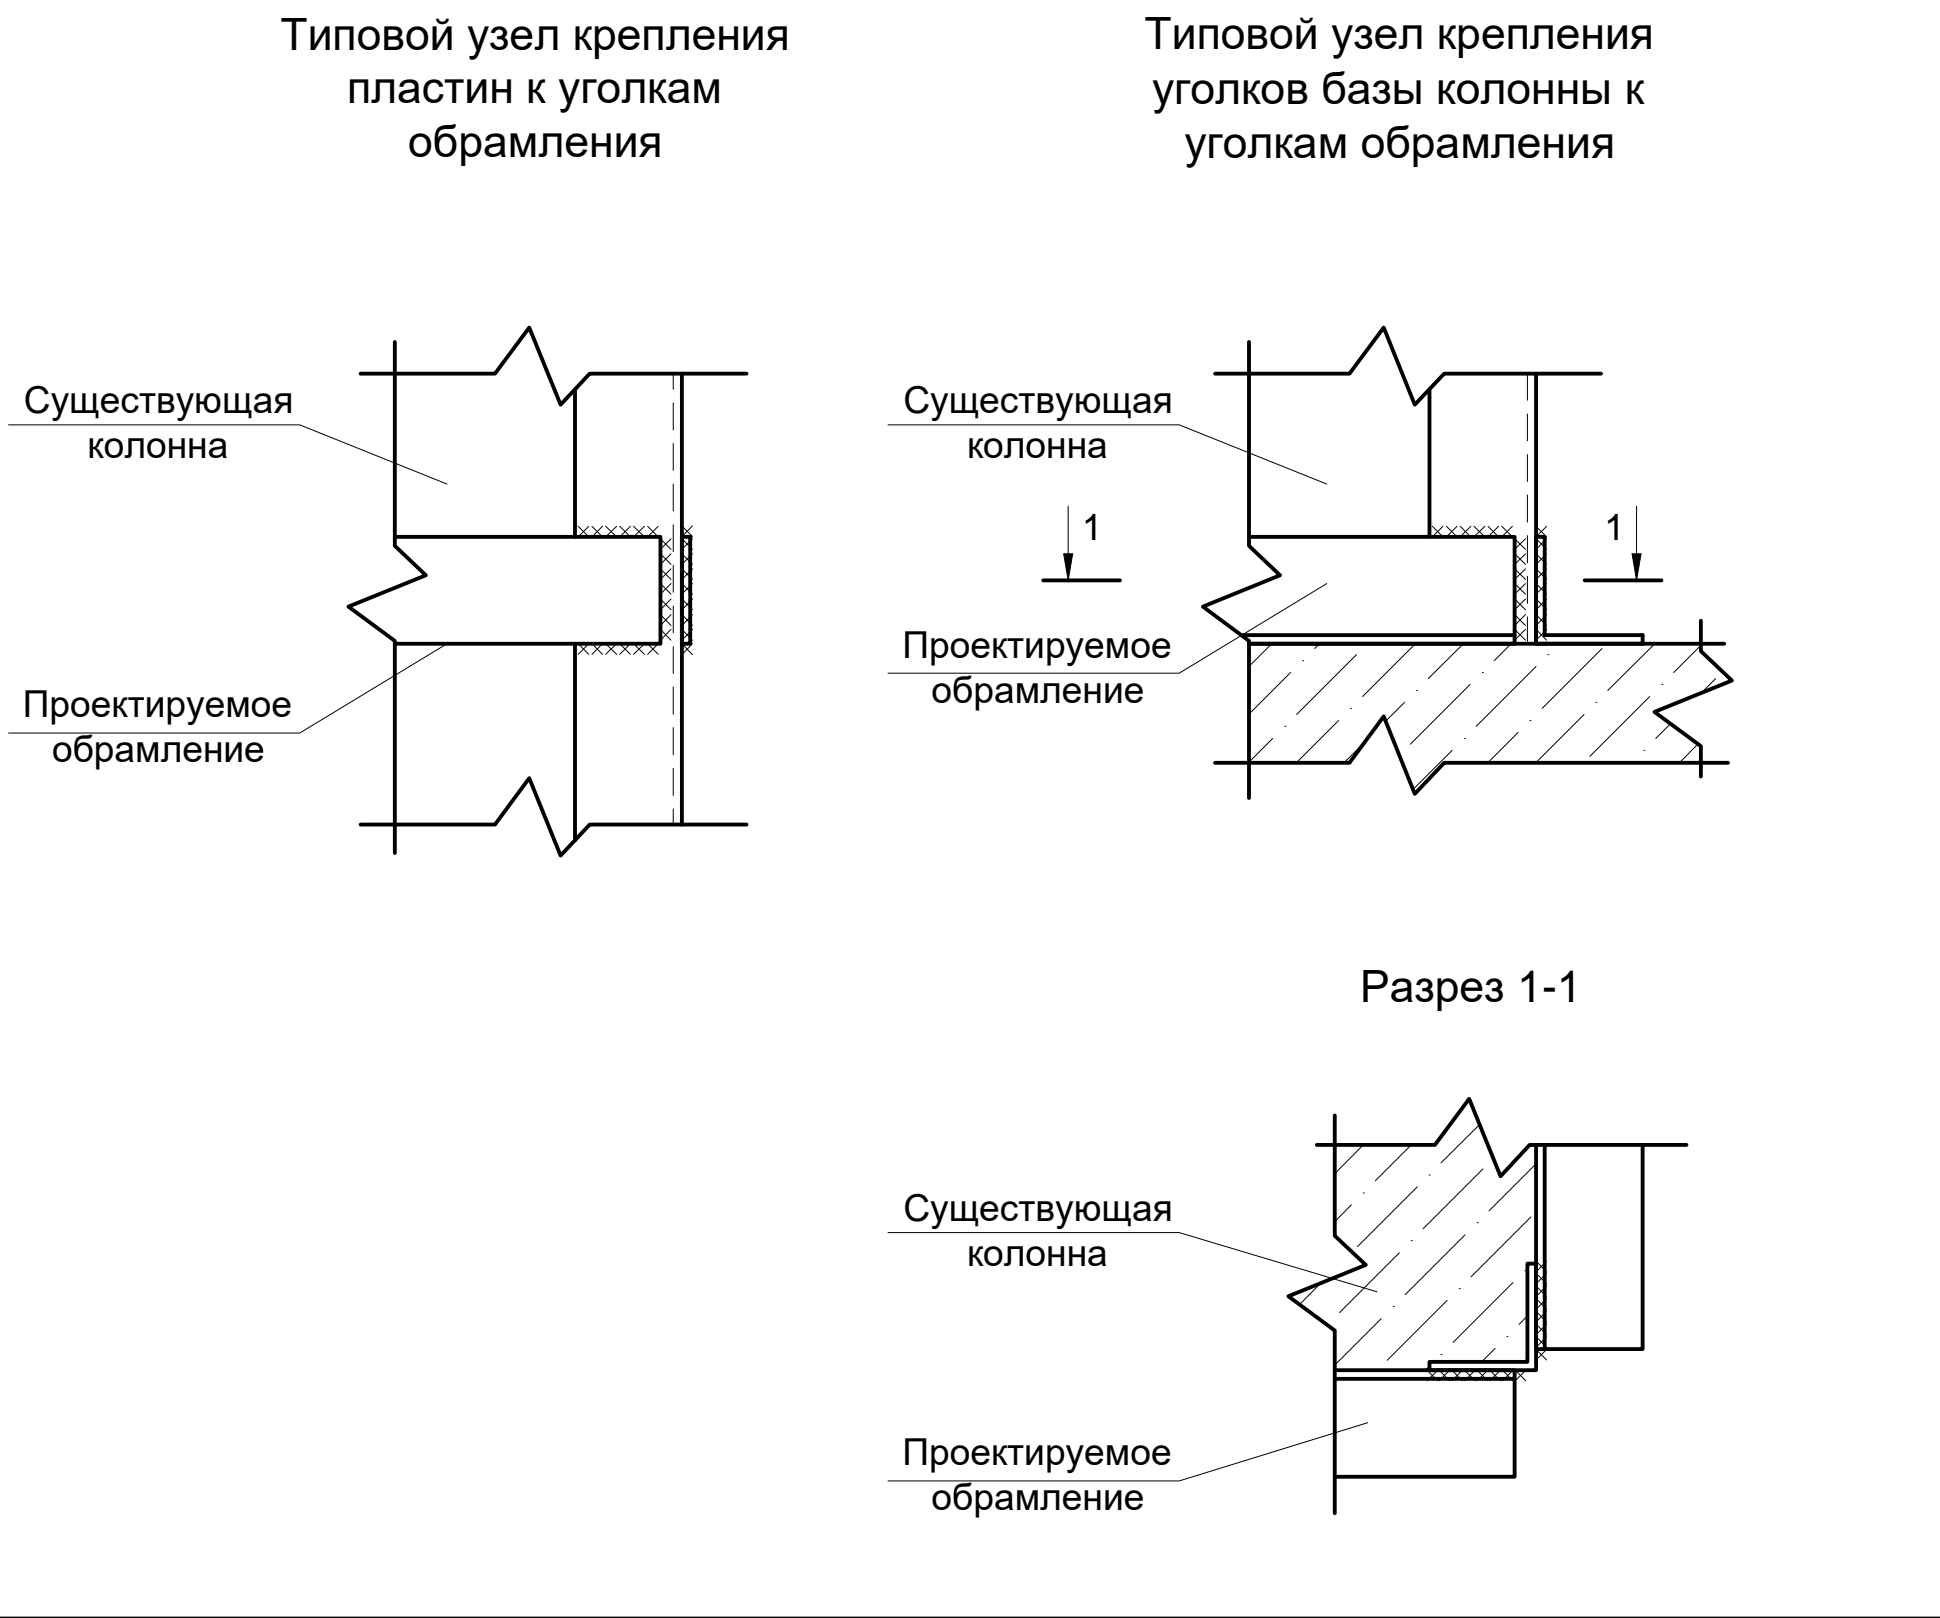 Типовой узел крепления
пластин к уголкам
обрамления
Типовой узел крепления
уголков базы колонны к
уголкам обрамления
Существующая
колонна
Проектируемое
обрамление
Существующая
колонна
1
1
Проектируемое
обрамление
Разрез 1-1
Существующая
колонна
Проектируемое
обрамление